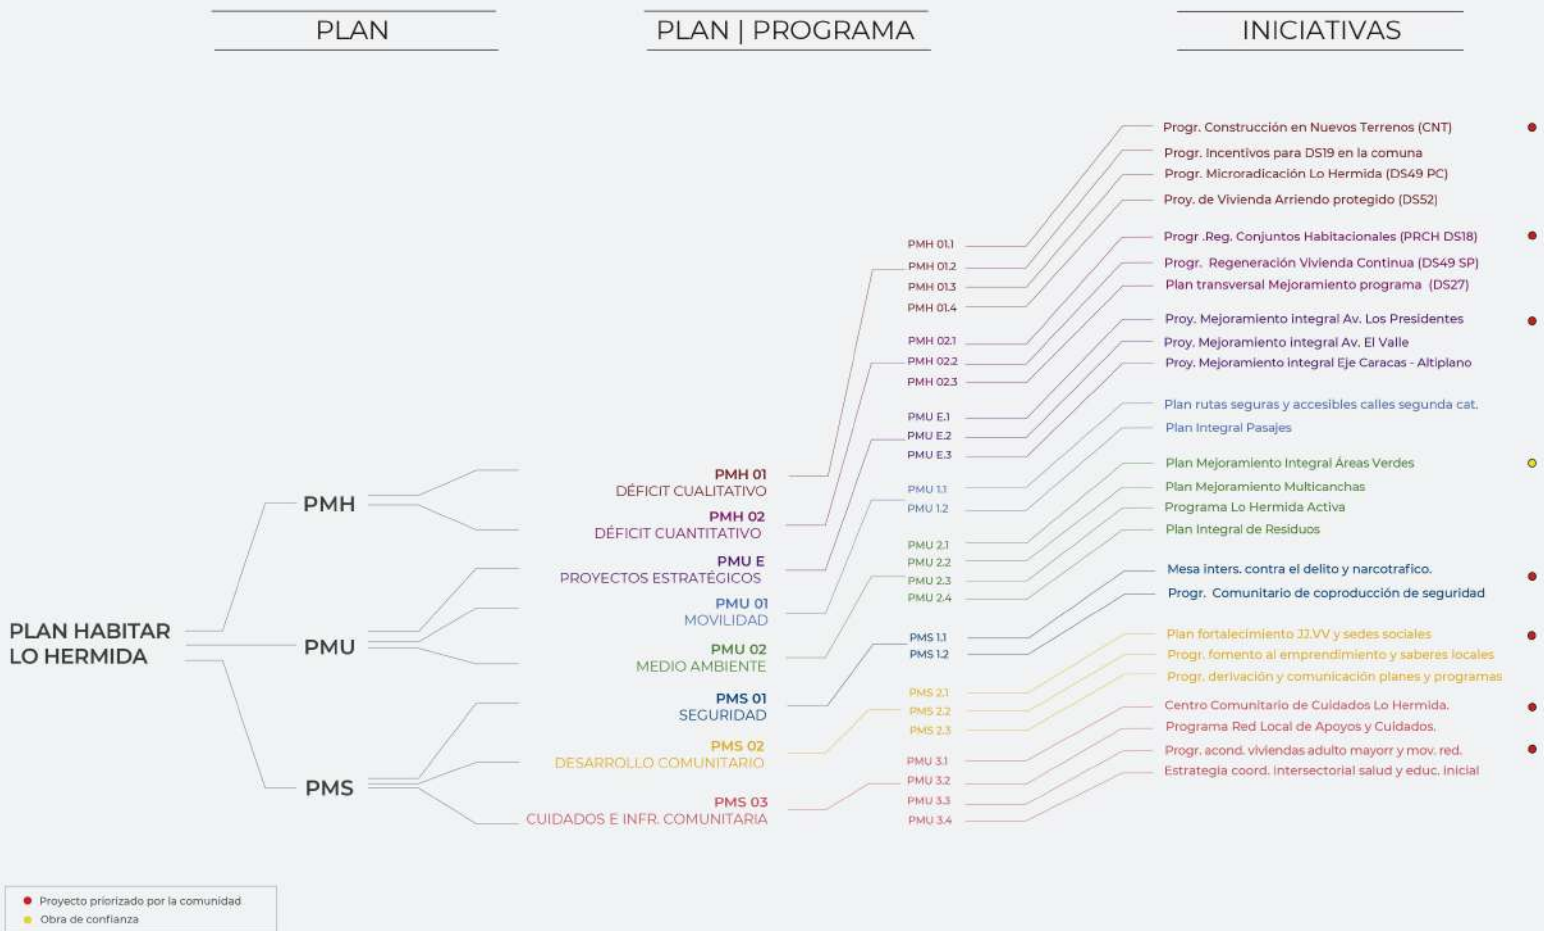 PLAN
PLAN | PROGRAMA
INICIATIVAS
PLAN HABITAR
LO HERMIDA
PMH
PMU
PMS
PMH 01
DÉFICIT CUALITATIVO
PMH 02
DÉFICIT CUANTITATIVO
PMU E
PROYECTOS ESTRATÉGICOS
PMU 01
MOVILIDAD
PMU 02
MEDIO AMBIENTE
PMS 01
SEGURIDAD
PMS 02
DESARROLLO COMUNITARIO
PMS 03
CUIDADOS E INFR. COMUNITARIA
PMH 01.1
PMH 01.2
PMH 01.3
PMH 01.4
PMH 02.1
PMH 02.2
PMH 02.3
PMU E.1
PMU E.2
PMU E.3
PMU 1.1
PMU 1.2
PMU 2.1
PMU 2.2
PMU 2.3
PMU 2.4
PMS 1.1
PMS 1.2
PMS 2.1
PMS 2.2
PMS 2.3
PMU 3.1
PMU 3.2
PMU 3.3
PMU 3.4
Progr. Construcción en Nuevos Terrenos (CNT)
Progr. Incentivos para DS19 en la comuna
Progr. Microradicación Lo Hermida (DS49 PC)
Proy. de Vivienda Arriendo protegido (DS52)
Progr .Reg. Conjuntos Habitacionales (PRCH DS18)
Progr. Regeneración Vivienda Continua (DS49 SP)
Plan transversal Mejoramiento programa (DS27)
Proy. Mejoramiento integral Av. Los Presidentes
Proy. Mejoramiento integral Av. El Valle
Proy. Mejoramiento integral Eje Caracas - Altiplano
Plan rutas seguras y accesibles calles segunda cat.
Plan Integral Pasajes
Plan Mejoramiento Integral Áreas Verdes
Plan Mejoramiento Multicanchas
Programa Lo Hermida Activa
Plan Integral de Residuos
Mesa inters. contra el delito y narcotrafico.
Progr. Comunitario de coproducción de seguridad
Plan fortalecimiento JJ.VV y sedes sociales
Progr. fomento al emprendimiento y saberes locales
Progr. derivación y comunicación planes y programas
Centro Comunitario de Cuidados Lo Hermida.
Programa Red Local de Apoyos y Cuidados.
Progr. acond. viviendas adulto mayorr y mov. red.
Estrategia coord. intersectorial salud y educ. inicial
Proyecto priorizado por la comunidad
Obra de confianza